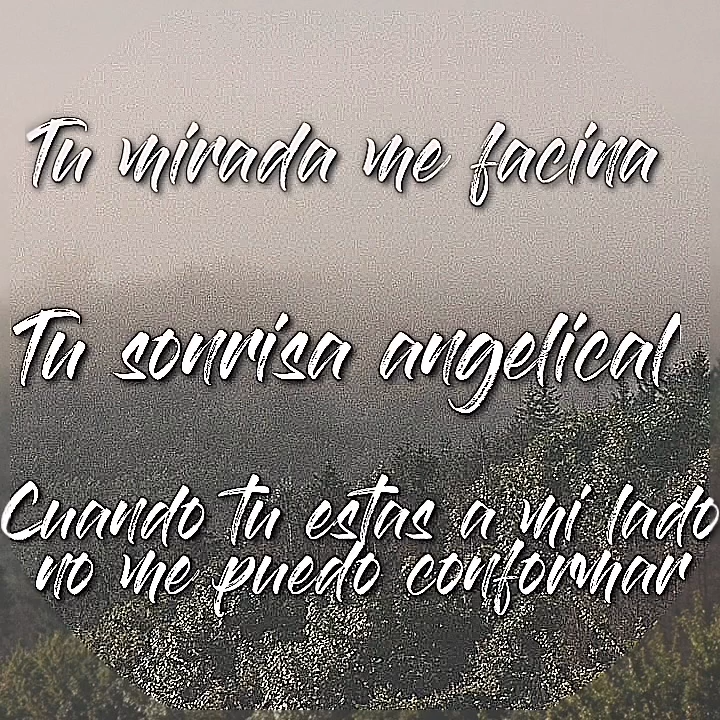 Tu mirada me facina
Tu sonrisa angelical
Cuando tu estas a mi lado
no me puedo conformar